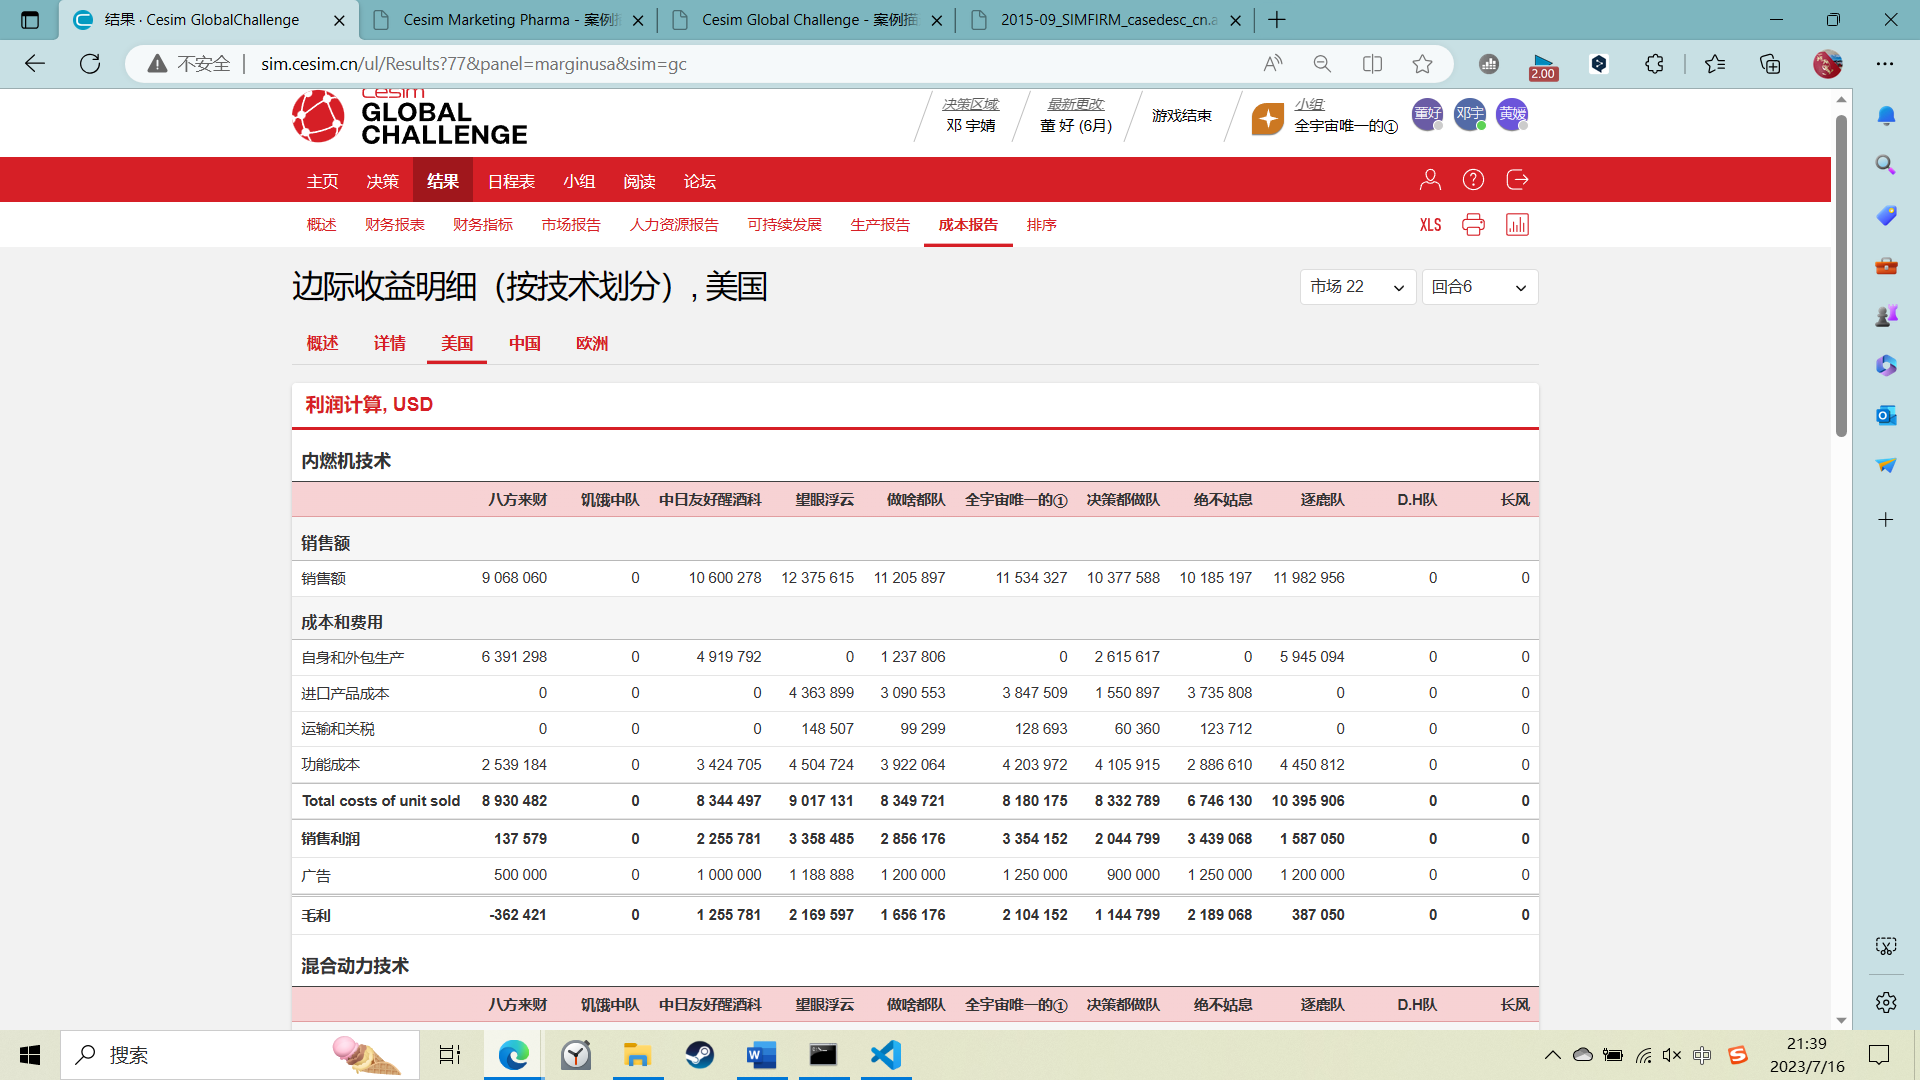 结果 · Cesim GlobalChallenge
Cesim Marketing Pharma - 案例
Cesim Global Challenge - 案例描
2015-09_SIMFIRM_casedesc_cn.a
不安全
sim.cesim.cn/ul/Results?77&panel=marginusa&sim=gc
2.00
cesim
GLOBAL
CHALLENGE
决策区域:
邓 宇婧
最新更改:
董 好 (6月)
游戏结束
小组:
全宇宙唯一的①
董好 邓宇 黄媛
主页 决策 结果 日程表 小组 阅读 论坛
概述 财务报表 财务指标 市场报告 人力资源报告 可持续发展 生产报告 成本报告 排序 XLS
边际收益明细（按技术划分）, 美国
市场 22 回合6
概述 详情 美国 中国 欧洲
利润计算, USD
内燃机技术
八方来财 饥饿中队 中日友好醒酒科 望眼浮云 做啥都队 全宇宙唯一的① 决策都做队 绝不姑息 逐鹿队 D.H队 长风
销售额
销售额 9 068 060 0 10 600 278 12 375 615 11 205 897 11 534 327 10 377 588 10 185 197 11 982 956 0 0
成本和费用
自身和外包生产 6 391 298 0 4 919 792 0 1 237 806 0 2 615 617 0 5 945 094 0 0
进口产品成本 0 0 0 4 363 899 3 090 553 3 847 509 1 550 897 3 735 808 0 0 0
运输和关税 0 0 0 148 507 99 299 128 693 60 360 123 712 0 0 0
功能成本 2 539 184 0 3 424 705 4 504 724 3 922 064 4 203 972 4 105 915 2 886 610 4 450 812 0 0
Total costs of unit sold 8 930 482 0 8 344 497 9 017 131 8 349 721 8 180 175 8 332 789 6 746 130 10 395 906 0 0
销售利润 137 579 0 2 255 781 3 358 485 2 856 176 3 354 152 2 044 799 3 439 068 1 587 050 0 0
广告 500 000 0 1 000 000 1 188 888 1 200 000 1 250 000 900 000 1 250 000 1 200 000 0 0
毛利 -362 421 0 1 255 781 2 169 597 1 656 176 2 104 152 1 144 799 2 189 068 387 050 0 0
混合动力技术
八方来财 饥饿中队 中日友好醒酒科 望眼浮云 做啥都队 全宇宙唯一的① 决策都做队 绝不姑息 逐鹿队 D.H队 长风
搜索
中
21:39
2023/7/16